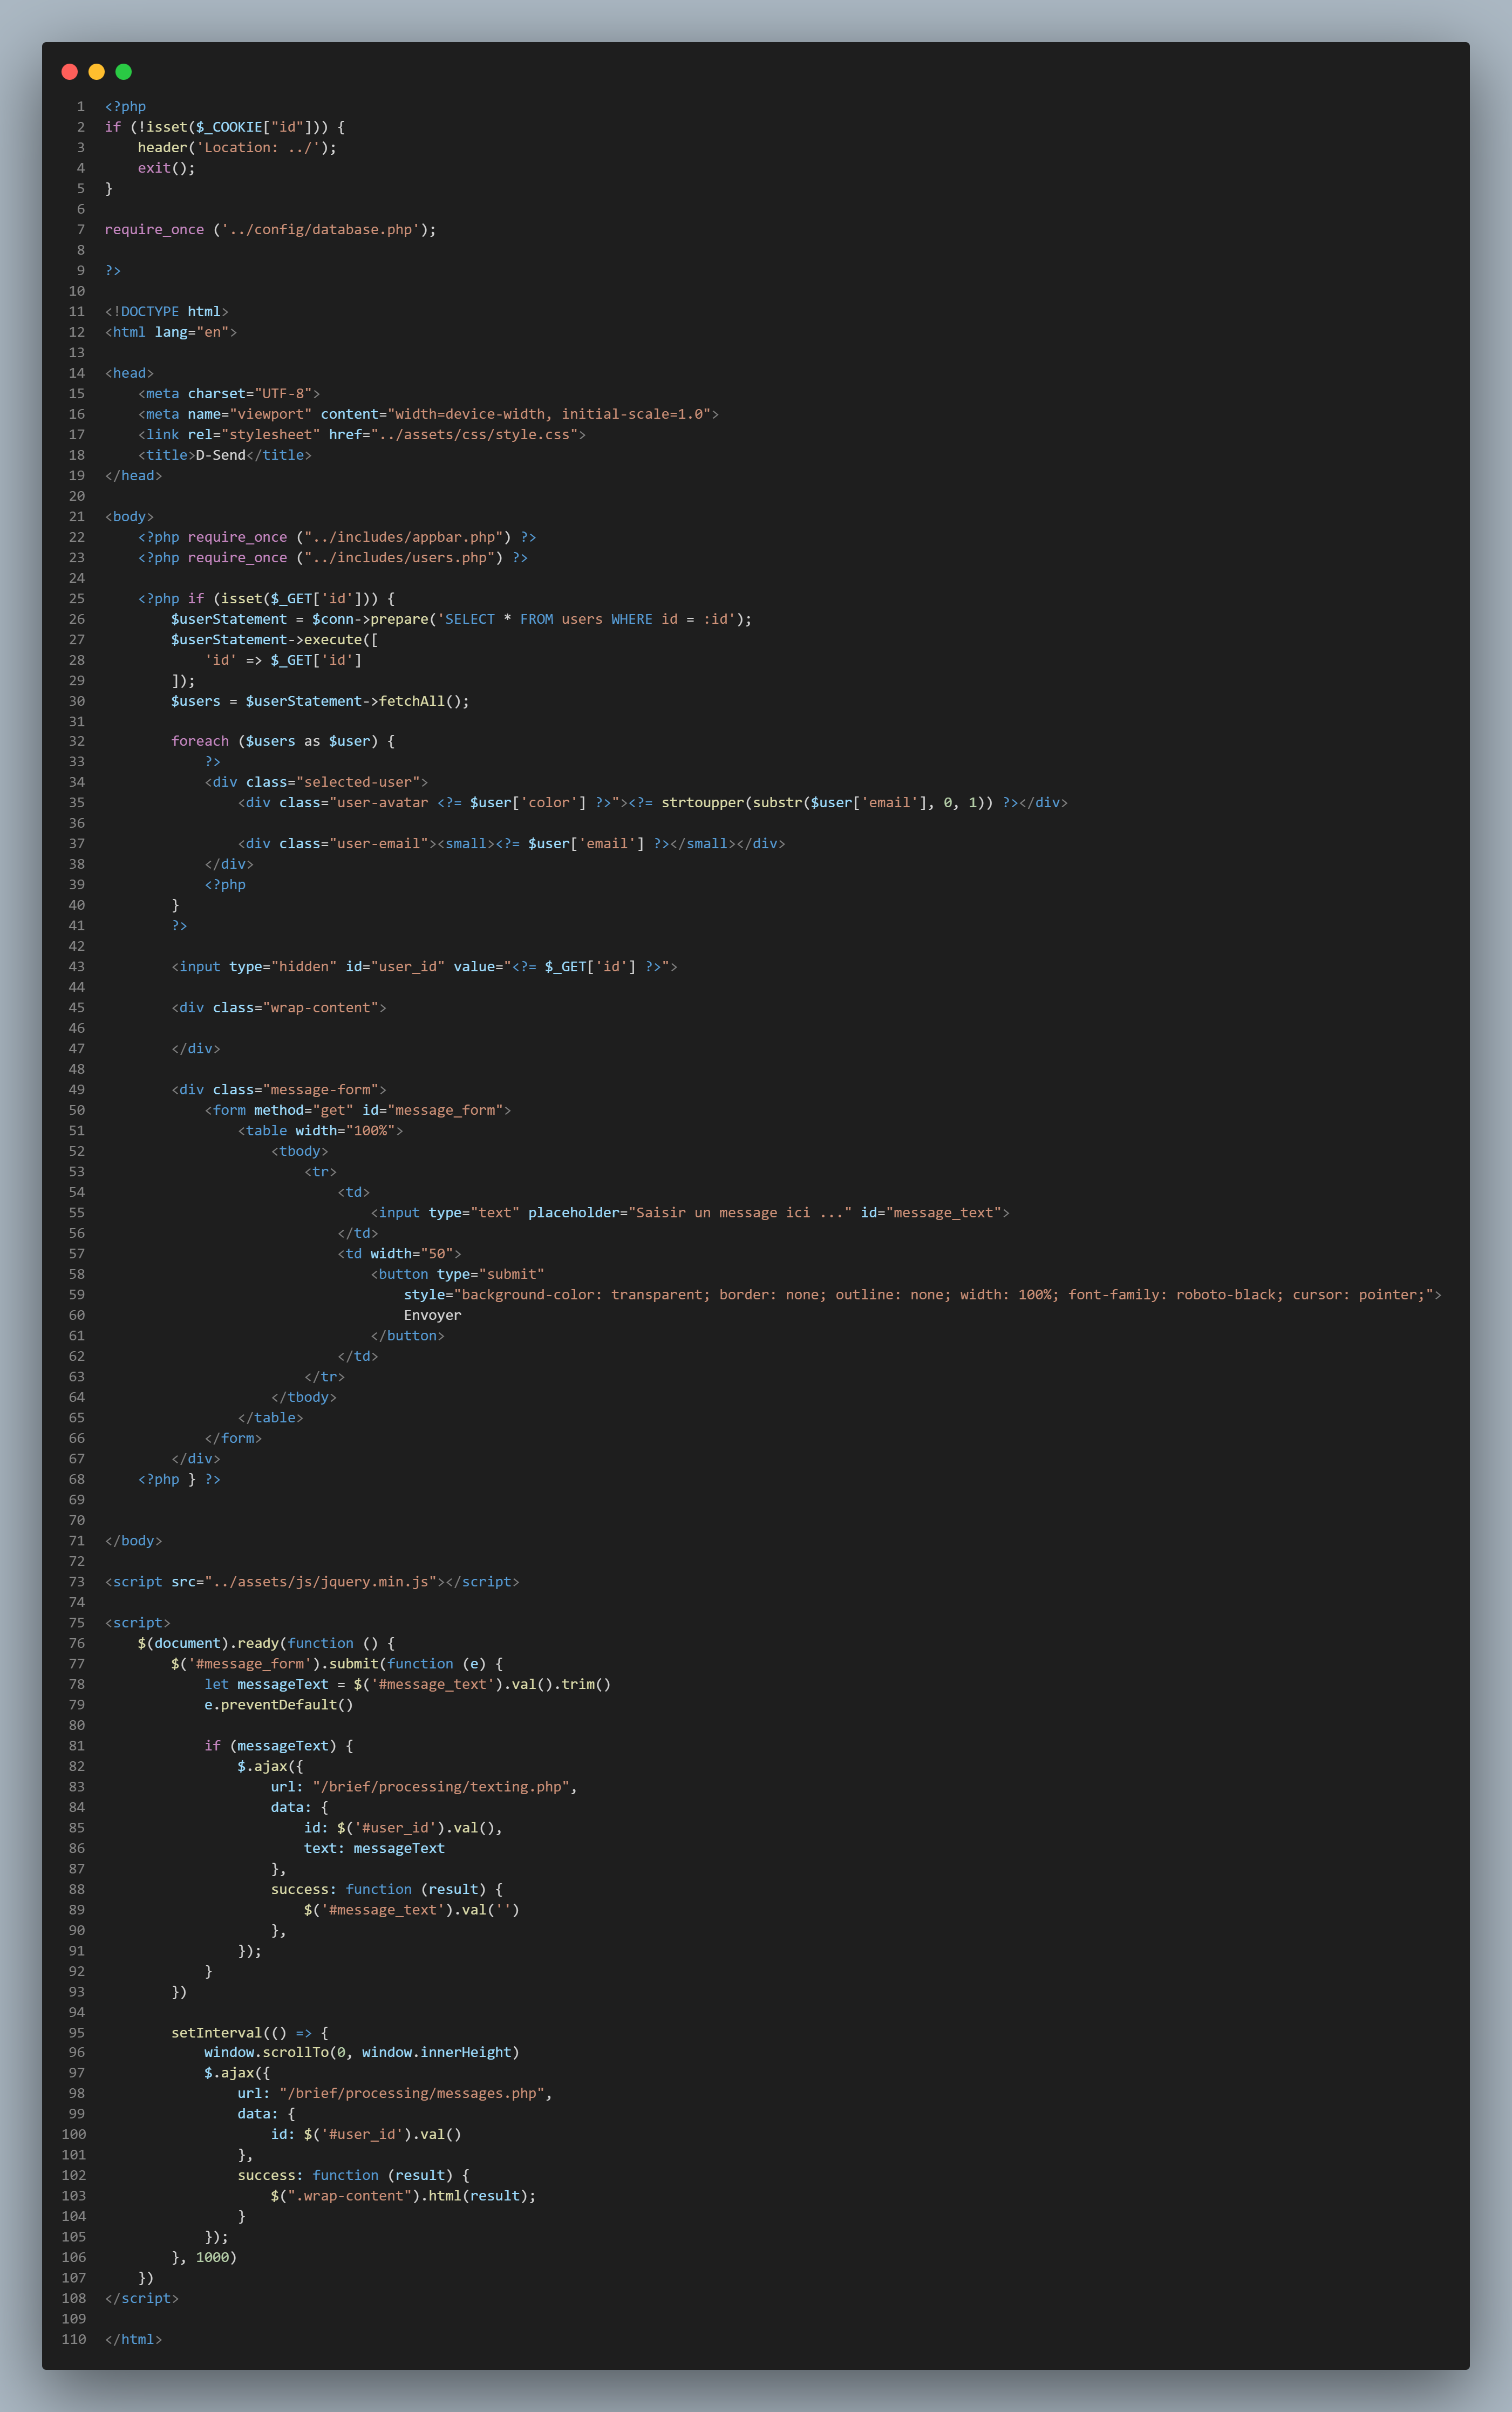 1 <?php
2 if (!isset($_COOKIE["id"])) {
3     header('Location: ../');
4     exit();
5 }
6
7 require_once ('../config/database.php');
8
9 ?>
10
11 <!DOCTYPE html>
12 <html lang="en">
13
14 <head>
15     <meta charset="UTF-8">
16     <meta name="viewport" content="width=device-width, initial-scale=1.0">
17     <link rel="stylesheet" href="../assets/css/style.css">
18     <title>D-Send</title>
19 </head>
20
21 <body>
22     <?php require_once ("../includes/appbar.php") ?>
23     <?php require_once ("../includes/users.php") ?>
24
25     <?php if (isset($_GET['id'])) {
26         $userStatement = $conn->prepare('SELECT * FROM users WHERE id = :id');
27         $userStatement->execute([
28             'id' => $_GET['id']
29         ]);
30         $users = $userStatement->fetchAll();
31
32         foreach ($users as $user) {
33             ?>
34             <div class="selected-user">
35                 <div class="user-avatar <?= $user['color'] ?>"><?= strtoupper(substr($user['email'], 0, 1)) ?></div>
36
37                 <div class="user-email"><small><?= $user['email'] ?></small></div>
38             </div>
39             <?php
40         }
41         ?>
42
43         <input type="hidden" id="user_id" value="<?= $_GET['id'] ?>">
44
45         <div class="wrap-content">
46
47         </div>
48
49         <div class="message-form">
50             <form method="get" id="message_form">
51                 <table width="100%">
52                     <tbody>
53                         <tr>
54                             <td>
55                                 <input type="text" placeholder="Saisir un message ici ..." id="message_text">
56                             </td>
57                             <td width="50">
58                                 <button type="submit"
59                                     style="background-color: transparent; border: none; outline: none; width: 100%; font-family: roboto-black; cursor: pointer;">
60                                     Envoyer
61                                 </button>
62                             </td>
63                         </tr>
64                     </tbody>
65                 </table>
66             </form>
67         </div>
68     <?php } ?>
69
70
71 </body>
72
73 <script src="../assets/js/jquery.min.js"></script>
74
75 <script>
76     $(document).ready(function () {
77         $('#message_form').submit(function (e) {
78             let messageText = $('#message_text').val().trim()
79             e.preventDefault()
80
81             if (messageText) {
82                 $.ajax({
83                     url: "/brief/processing/texting.php",
84                     data: {
85                         id: $('#user_id').val(),
86                         text: messageText
87                     },
88                     success: function (result) {
89                         $('#message_text').val('')
90                     },
91                 });
92             }
93         })
94
95         setInterval(() => {
96             window.scrollTo(0, window.innerHeight)
97             $.ajax({
98                 url: "/brief/processing/messages.php",
99                 data: {
100                     id: $('#user_id').val()
101                 },
102                 success: function (result) {
103                     $(".wrap-content").html(result);
104                 }
105             });
106         }, 1000)
107     })
108 </script>
109
110 </html>